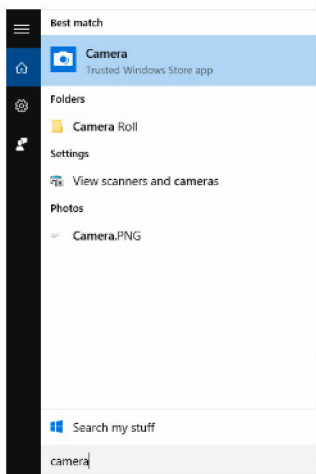 Best match
Camera
Trusted Windows Store app
Folders
Camera Roll
Settings
View scanners and cameras
Photos
Camera.PNG
Search my stuff
camera